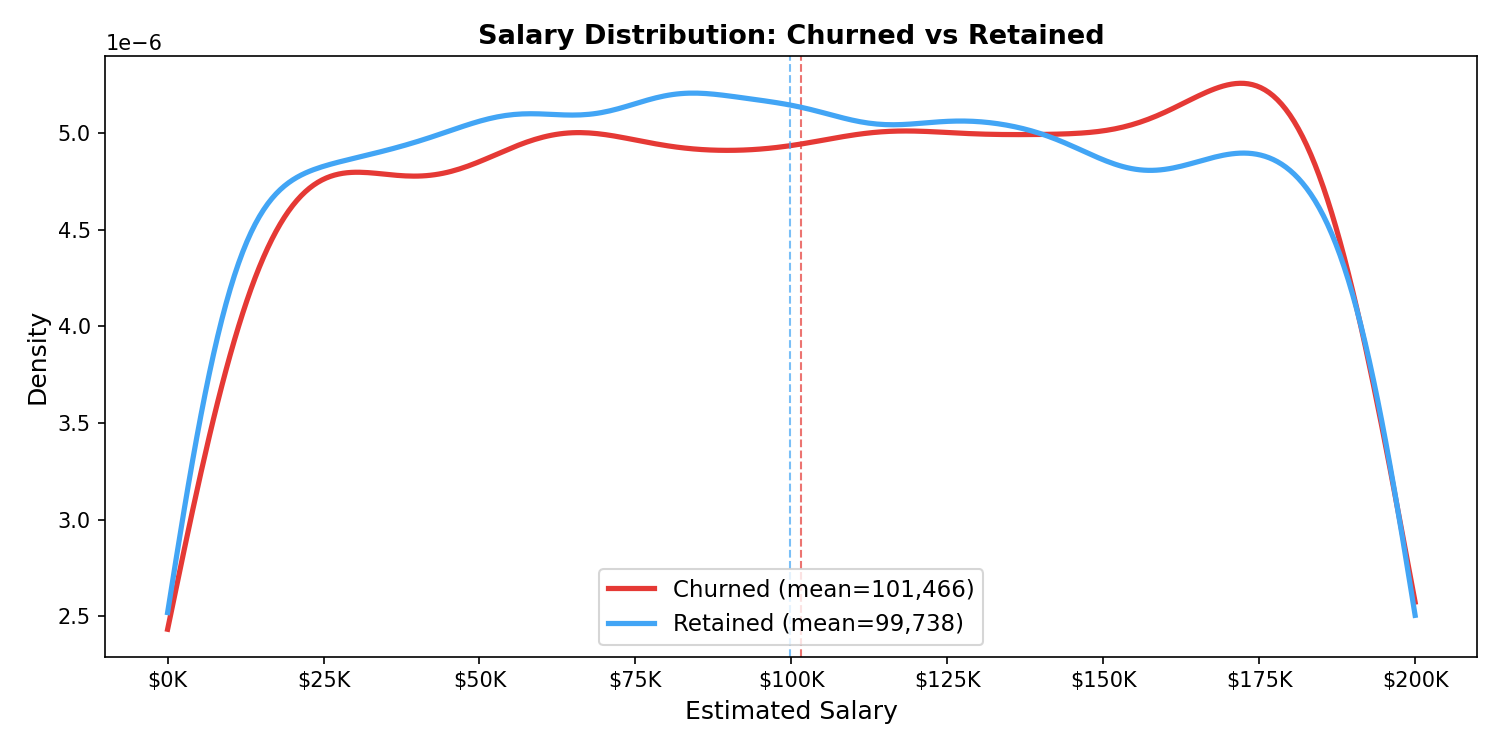 Salary Distribution: Churned vs Retained
1e−6
5.0
4.5
4.0
3.5
3.0
2.5
Density
Churned (mean=101,466)
Retained (mean=99,738)
$0K $25K $50K $75K $100K $125K $150K $175K $200K
Estimated Salary